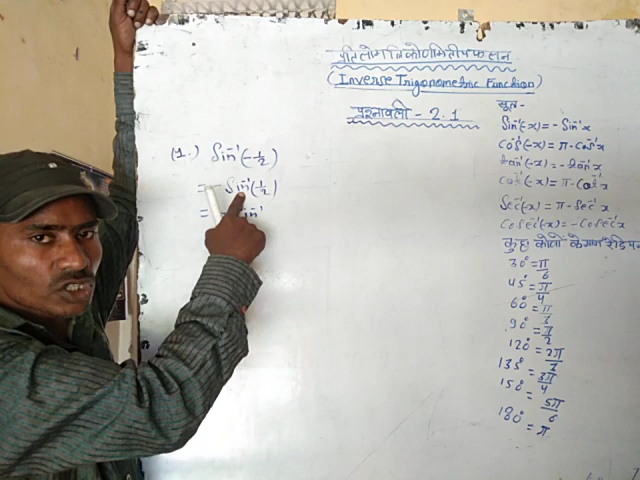 प्रतिलोम त्रिकोणमितीय फलन
(Inverse Trigonometric Function)
प्रश्नावली - 2.1
(1.) Sin⁻¹(-1/2)
= - Sin⁻¹(1/2)
= Sin⁻¹
सूत्र -
Sin⁻¹(-x) = - Sin⁻¹x
Cos⁻¹(-x) = π - Cos⁻¹x
tan⁻¹(-x) = - tan⁻¹x
Cot⁻¹(-x) = π - Cot⁻¹x
Sec⁻¹(-x) = π - Sec⁻¹x
Cosec⁻¹(-x) = - Cosec⁻¹x
कुछ कोणों के मान रेडियन
30° = π/6
45° = π/4
60° = π/3
90° = π/2
120° = 2π/3
135° = 3π/4
150° = 5π/6
180° = π